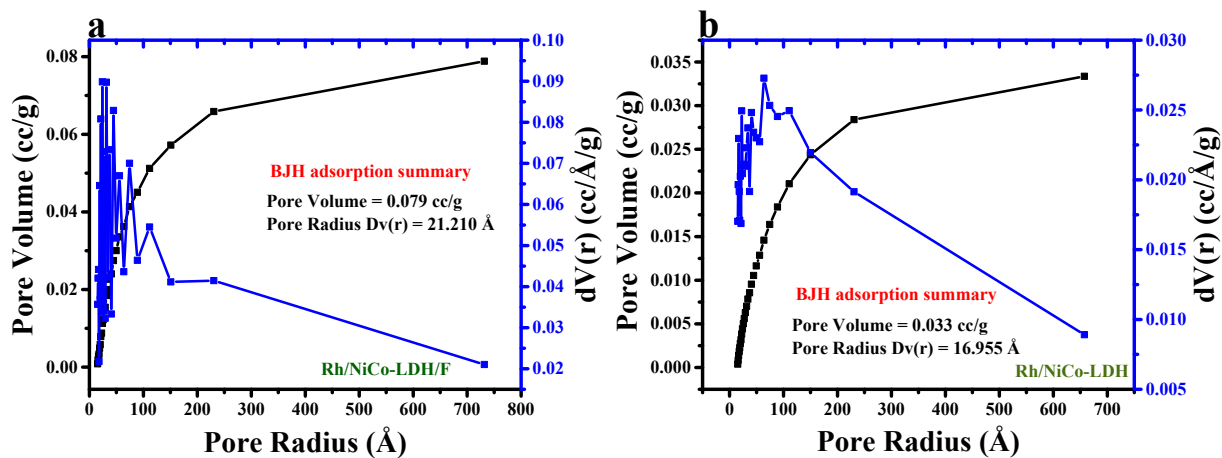 a
Pore Volume (cc/g)
0.08
0.06
0.04
0.02
0.00
0.10
0.09
0.08
0.07
0.06
0.05
0.04
0.03
0.02
dV(r) (cc/Å/g)
BJH adsorption summary
Pore Volume = 0.079 cc/g
Pore Radius Dv(r) = 21.210 Å
Rh/NiCo-LDH/F
0 100 200 300 400 500 600 700 800
Pore Radius (Å)
b
Pore Volume (cc/g)
0.035
0.030
0.025
0.020
0.015
0.010
0.005
0.000
0.030
0.025
0.020
0.015
0.010
0.005
dV(r) (cc/Å/g)
BJH adsorption summary
Pore Volume = 0.033 cc/g
Pore Radius Dv(r) = 16.955 Å
Rh/NiCo-LDH
0 100 200 300 400 500 600 700
Pore Radius (Å)